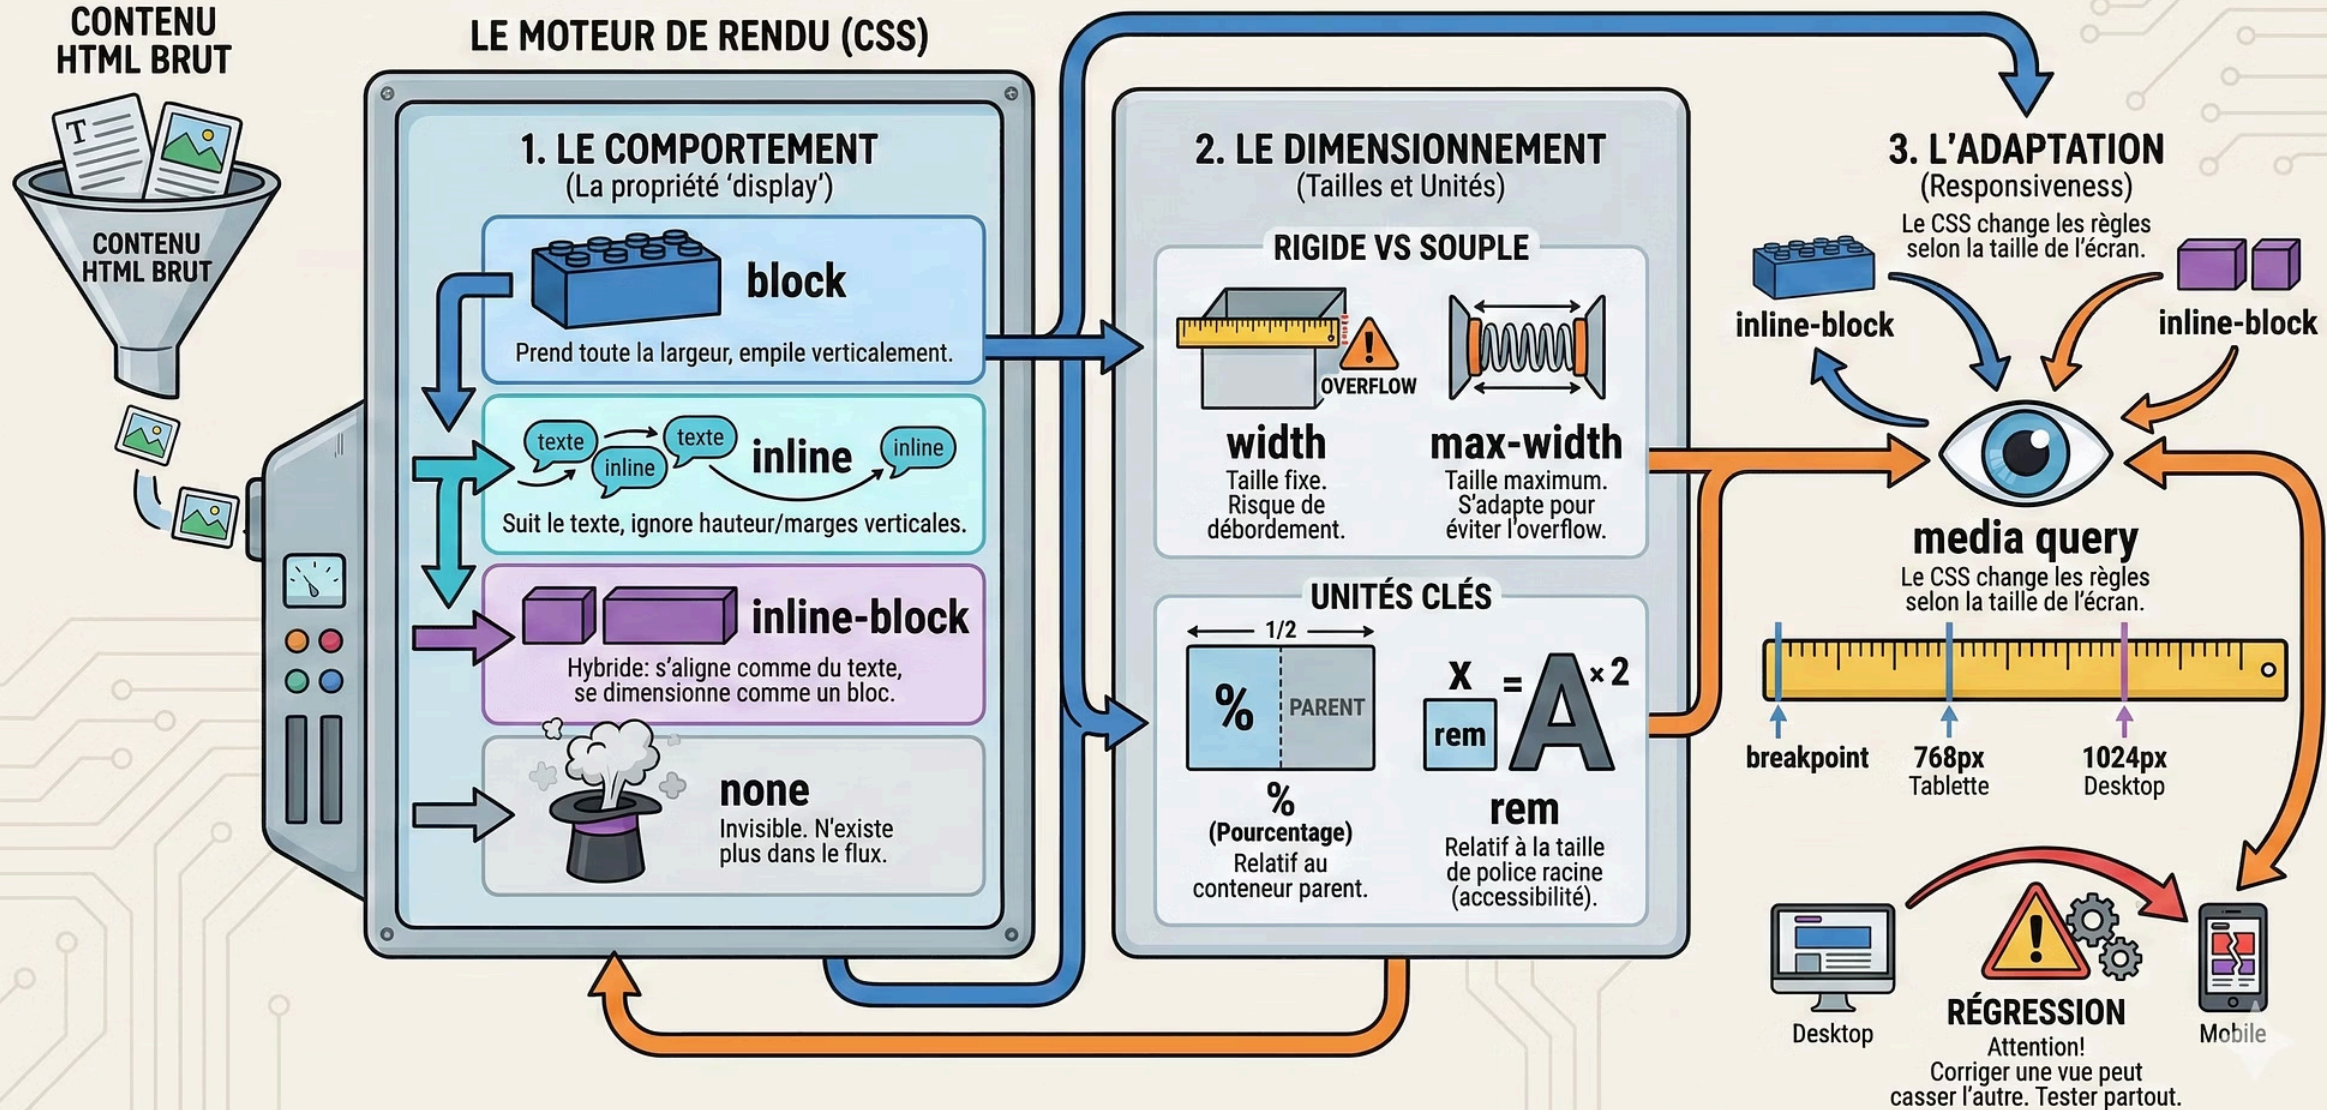 CONTENU
HTML BRUT
T
CONTENU
HTML BRUT
LE MOTEUR DE RENDU (CSS)
1. LE COMPORTEMENT
(La propriété ‘display’)
block
Prend toute la largeur, empile verticalement.
texte
texte
inline
inline
inline
Suit le texte, ignore hauteur/marges verticales.
inline-block
Hybride: s’aligne comme du texte,
se dimensionne comme un bloc.
none
Invisible. N’existe
plus dans le flux.
2. LE DIMENSIONNEMENT
(Tailles et Unités)
RIGIDE VS SOUPLE
!
OVERFLOW
width
Taille fixe.
Risque de
débordement.
max-width
Taille maximum.
S’adapte pour
éviter l’overflow.
UNITÉS CLÉS
1/2
%
PARENT
%
(Pourcentage)
Relatif au
conteneur parent.
X
rem
=
A
× 2
rem
Relatif à la taille
de police racine
(accessibilité).
3. L’ADAPTATION
(Responsiveness)
Le CSS change les règles
selon la taille de l’écran.
inline-block
inline-block
media query
Le CSS change les règles
selon la taille de l’écran.
breakpoint
768px
Tablette
1024px
Desktop
Desktop
!
RÉGRESSION
Attention!
Corriger une vue peut
casser l’autre. Tester partout.
Mobile